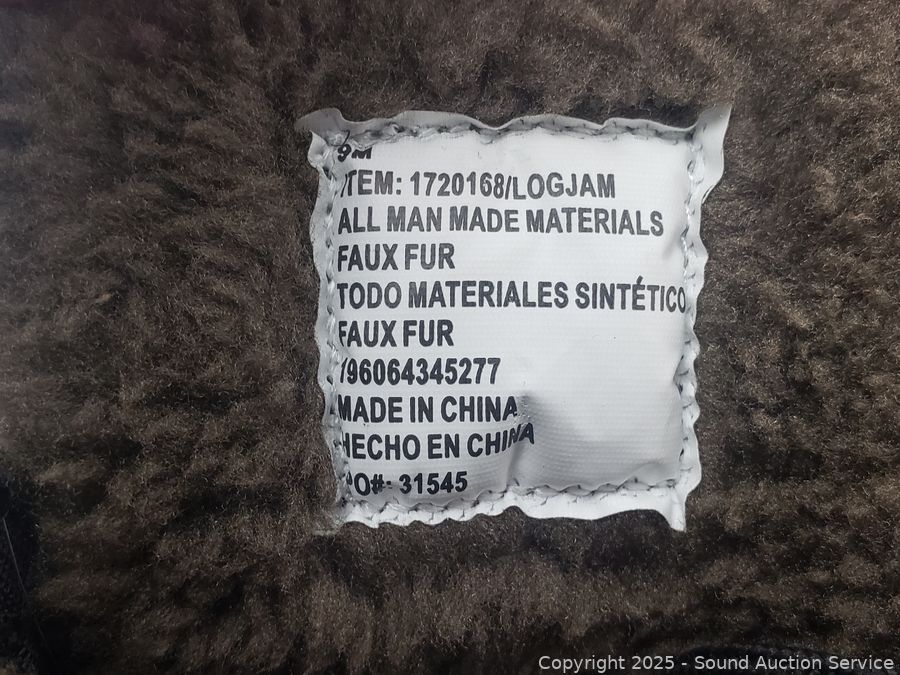 9M
ITEM: 1720168/LOGJAM
ALL MAN MADE MATERIALS
FAUX FUR
TODO MATERIALES SINTÉTICO
FAUX FUR
196064345277
MADE IN CHINA
HECHO EN CHINA
PO#: 31545
Copyright 2025 - Sound Auction Service